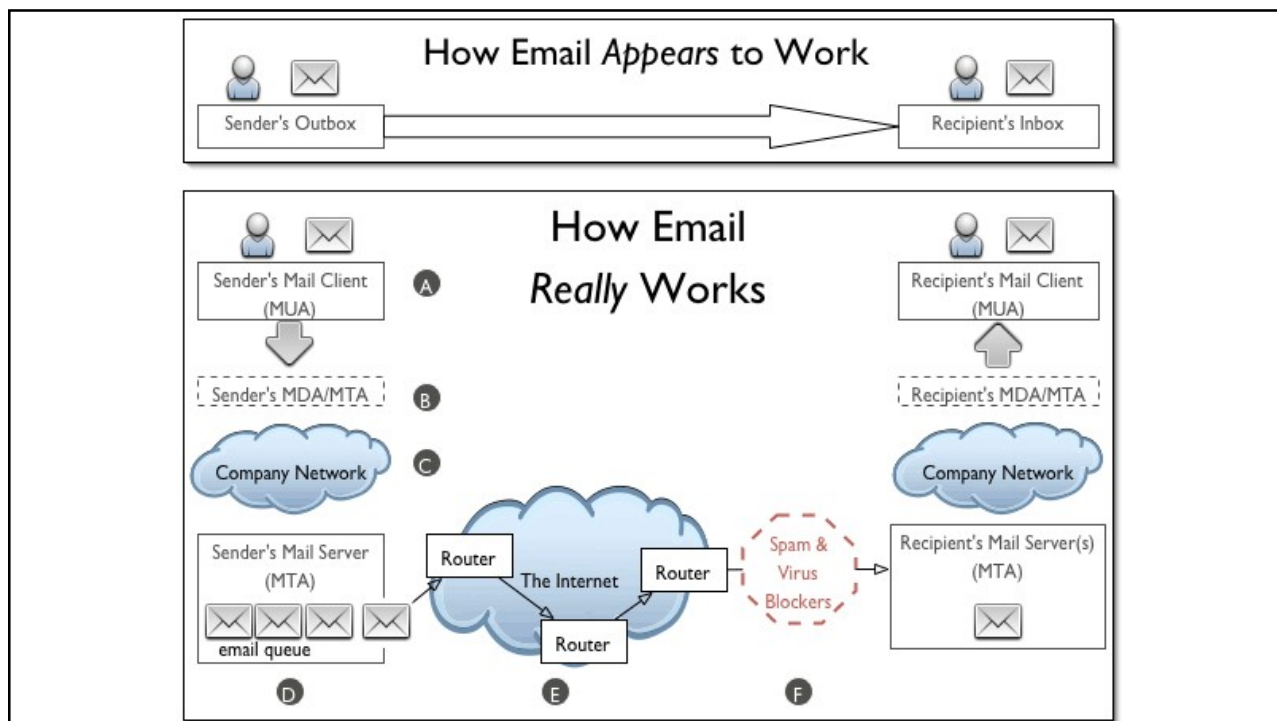 How Email Appears to Work
Sender's Outbox
Recipient's Inbox
How Email
Really Works
Sender's Mail Client
(MUA)
A
Recipient's Mail Client
(MUA)
Sender's MDA/MTA
B
Recipient's MDA/MTA
Company Network
C
Company Network
Sender's Mail Server
(MTA)
email queue
Router
The Internet
Router
Router
Spam &
Virus
Blockers
Recipient's Mail Server(s)
(MTA)
D
E
F